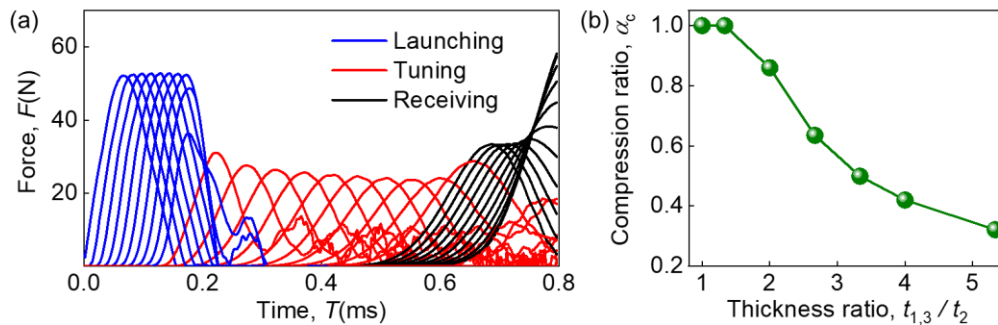 (a)
60
40
20
Force, F(N)
Launching
Tuning
Receiving
0.0 0.2 0.4 0.6 0.8
Time, T(ms)
(b)
1.0
0.8
0.6
0.4
0.2
Compression ratio, αc
1 2 3 4 5
Thickness ratio, t1,3 / t2